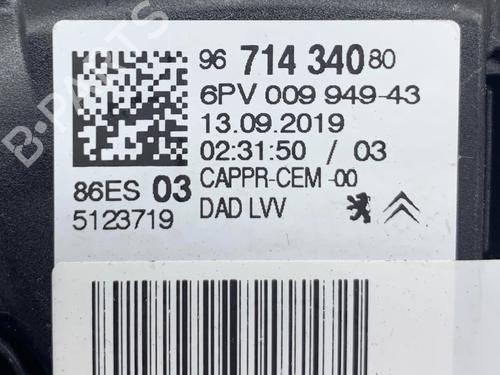 96 714 340 80
6PV 009 949-43
13.09.2019
02:31:50 / 03
86ES 03 CAPPR-CEM -00
5123719 DAD LVV
B-PARTS